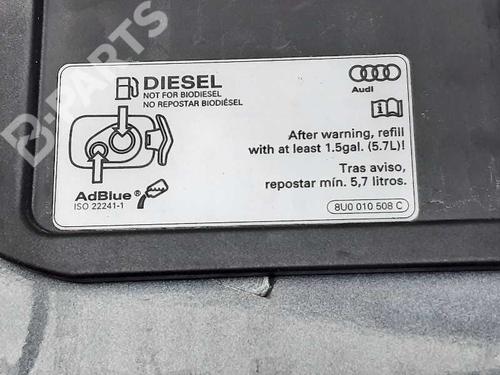 B-PARTS
DIESEL
NOT FOR BIODIESEL
NO REPOSTAR BIODIÉSEL
Audi
After warning, refill
with at least 1.5gal. (5.7L)!
Tras aviso,
repostar mín. 5,7 litros.
AdBlue®
ISO 22241-1
8U0 010 508 C